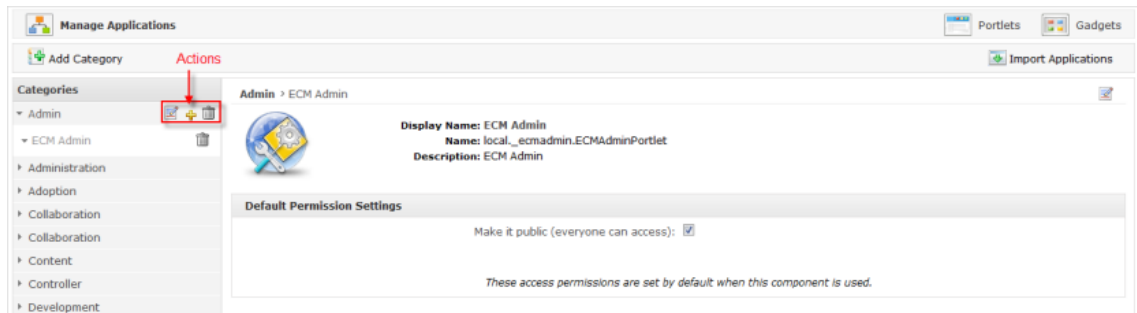 Manage Applications
Portlets
Gadgets
Add Category
Actions
Import Applications
Categories
Admin
ECM Admin
Administration
Adoption
Collaboration
Collaboration
Content
Controller
Development
Admin > ECM Admin
Display Name: ECM Admin
Name: local._ecmadmin.ECMAdminPortlet
Description: ECM Admin
Default Permission Settings
Make it public (everyone can access):
These access permissions are set by default when this component is used.